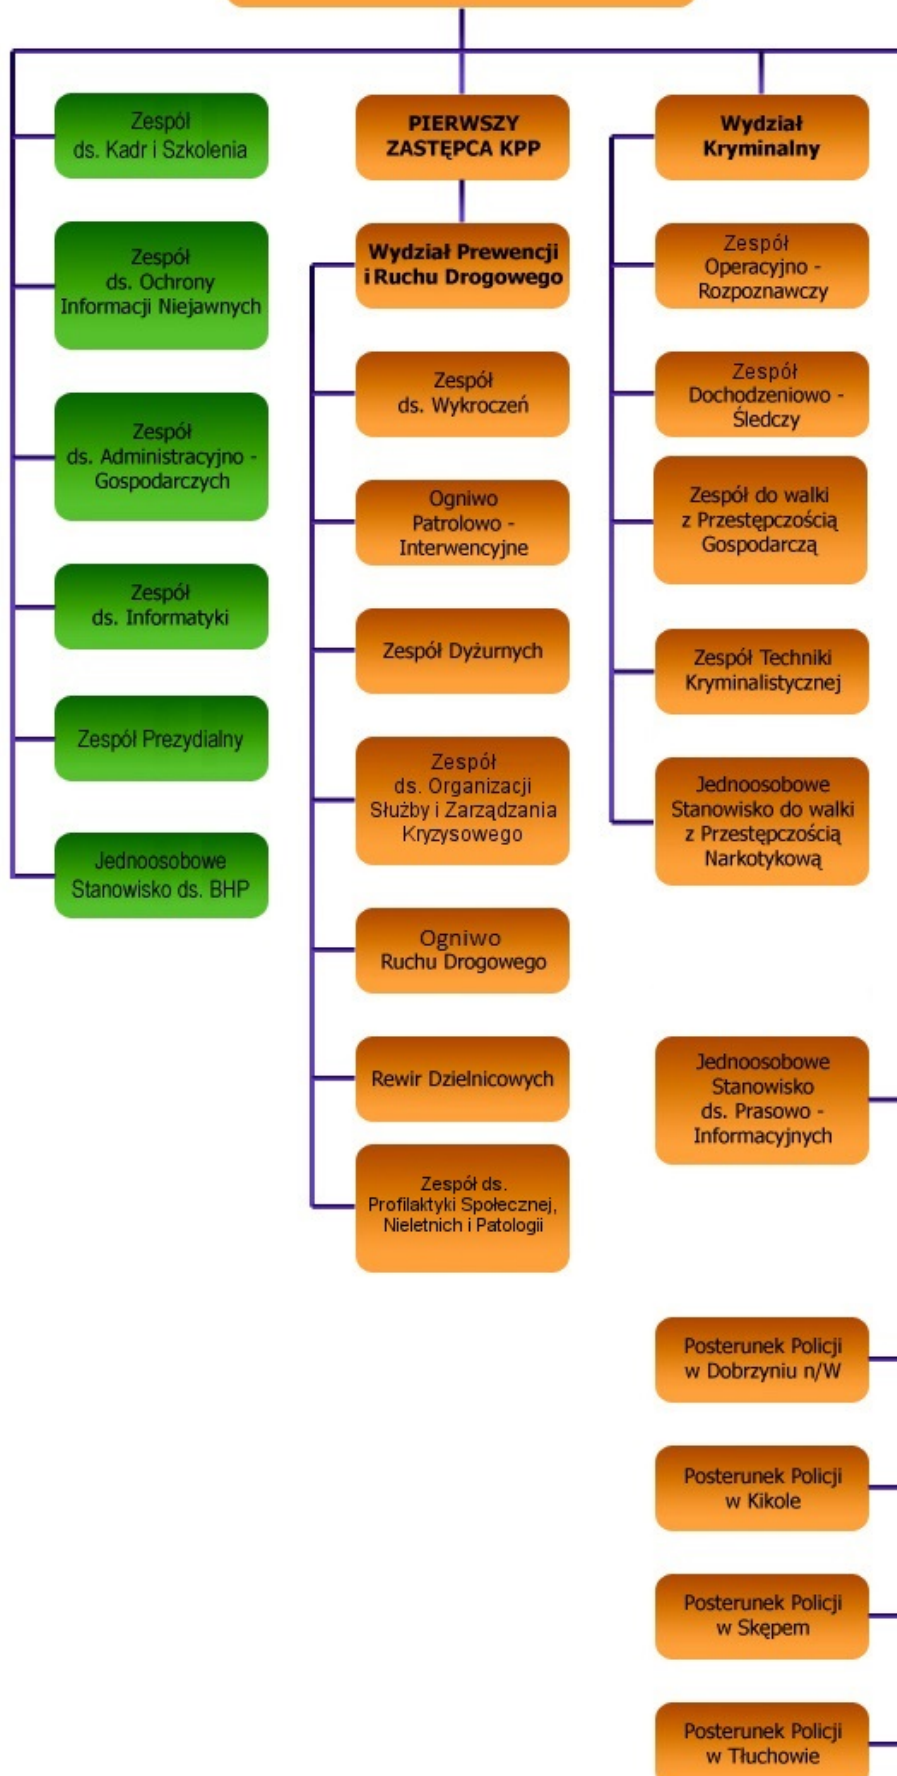 Zespół
ds. Kadr i Szkolenia
Zespół
ds. Ochrony
Informacji Niejawnych
Zespół
ds. Administracyjno -
Gospodarczych
Zespół
ds. Informatyki
Zespół Prezydialny
Jednoosobowe
Stanowisko ds. BHP
PIERWSZY
ZASTĘPCA KPP
Wydział Prewencji
i Ruchu Drogowego
Zespół
ds. Wykroczeń
Ogniwo
Patrolowo -
Interwencyjne
Zespół Dyżurnych
Zespół
ds. Organizacji
Służby i Zarządzania
Kryzysowego
Ogniwo
Ruchu Drogowego
Rewir Dzielnicowych
Zespół ds.
Profilaktyki Społecznej,
Nieletnich i Patologii
Wydział
Kryminalny
Zespół
Operacyjno -
Rozpoznawczy
Zespół
Dochodzeniowo -
Śledczy
Zespół do walki
z Przestępczością
Gospodarczą
Zespół Techniki
Kryminalistycznej
Jednoosobowe
Stanowisko do walki
z Przestępczością
Narkotykową
Jednoosobowe
Stanowisko
ds. Prasowo -
Informacyjnych
Posterunek Policji
w Dobrzyniu n/W
Posterunek Policji
w Kikole
Posterunek Policji
w Skępem
Posterunek Policji
w Tłuchowie